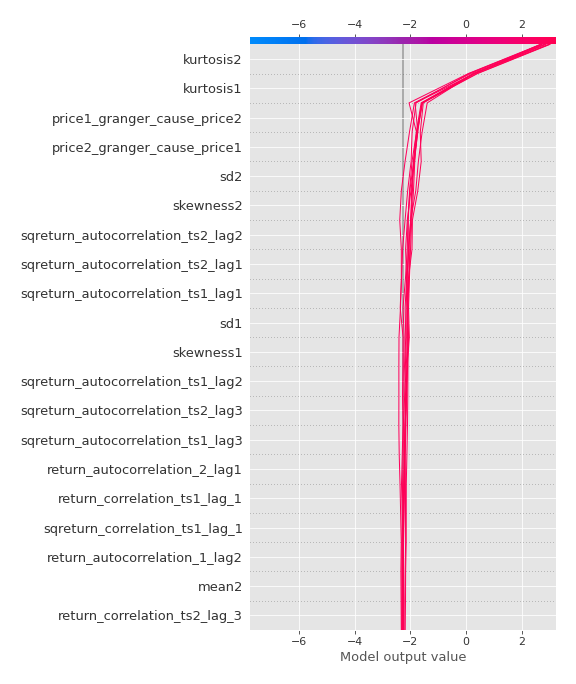 −6 −4 −2 0 2
kurtosis2
kurtosis1
price1_granger_cause_price2
price2_granger_cause_price1
sd2
skewness2
sqreturn_autocorrelation_ts2_lag2
sqreturn_autocorrelation_ts2_lag1
sqreturn_autocorrelation_ts1_lag1
sd1
skewness1
sqreturn_autocorrelation_ts1_lag2
sqreturn_autocorrelation_ts2_lag3
sqreturn_autocorrelation_ts1_lag3
return_autocorrelation_2_lag1
return_correlation_ts1_lag_1
sqreturn_correlation_ts1_lag_1
return_autocorrelation_1_lag2
mean2
return_correlation_ts2_lag_3
−6 −4 −2 0 2
Model output value